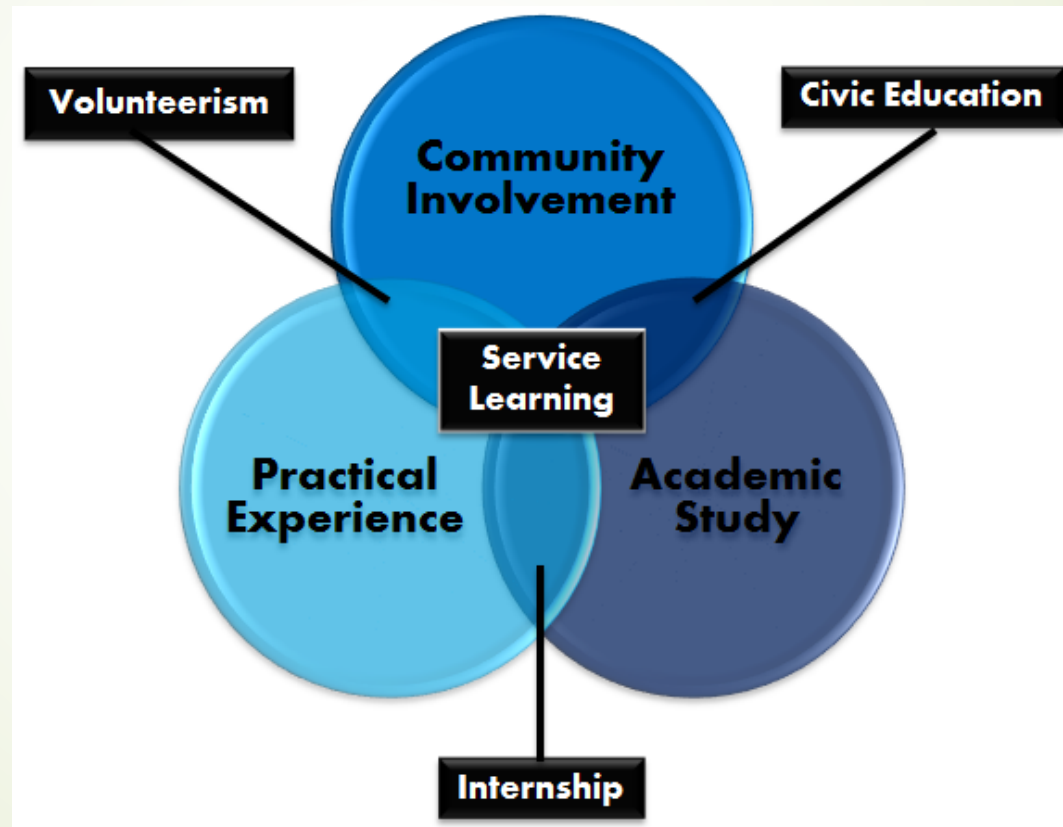 Volunteerism
Civic Education
Community
Involvement
Service
Learning
Practical
Experience
Academic
Study
Internship